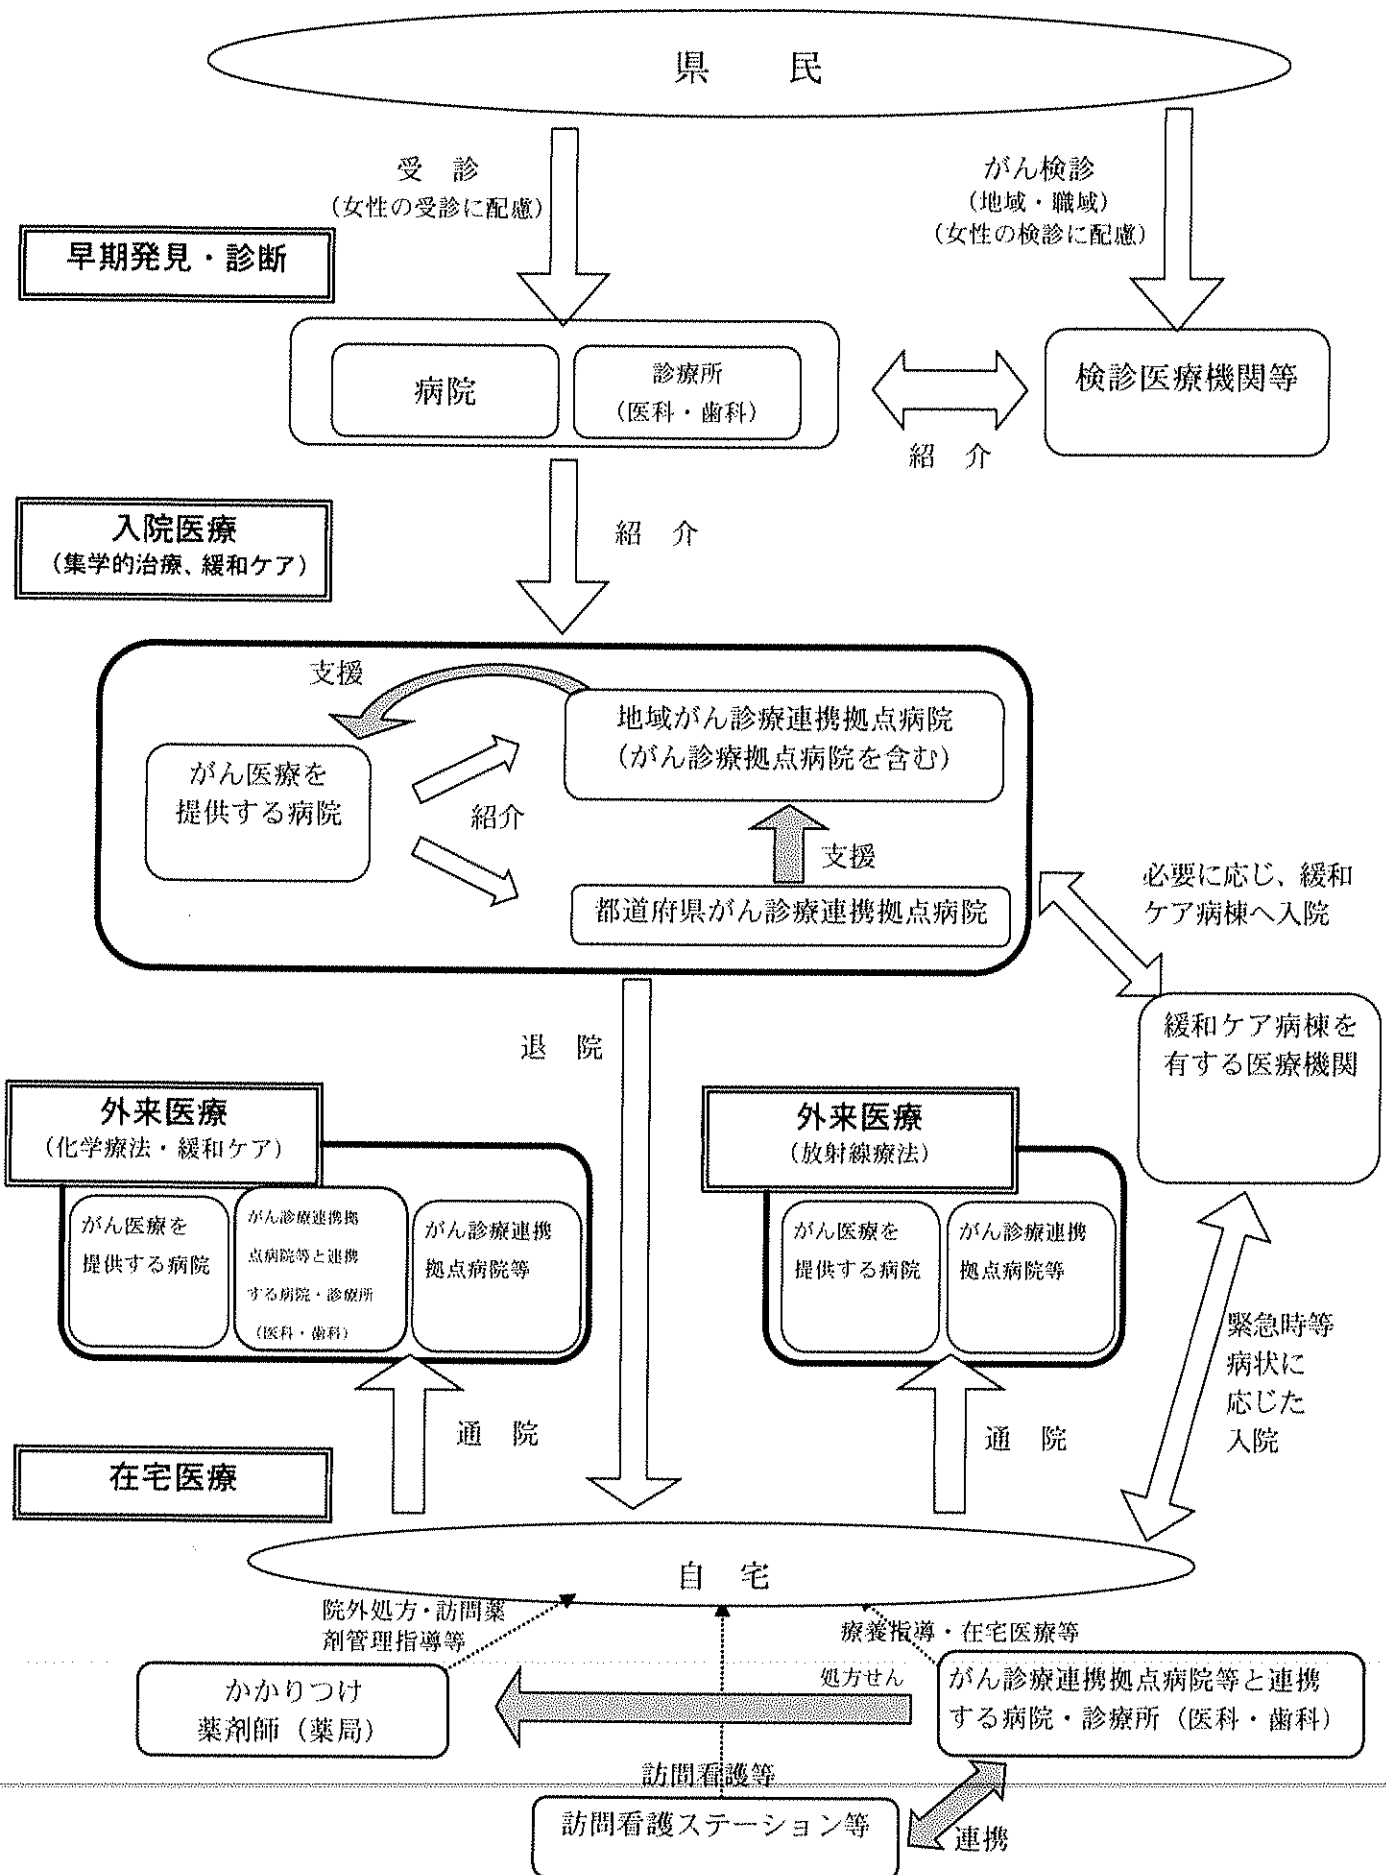 県　　民
受　診
（女性の受診に配慮）
がん検診
（地域・職域）
（女性の検診に配慮）
早期発見・診断
病院
診療所
（医科・歯科）
検診医療機関等
紹　介
入院医療
（集学的治療、緩和ケア）
紹　介
支援
地域がん診療連携拠点病院
（がん診療拠点病院を含む）
がん医療を
提供する病院
紹介
支援
都道府県がん診療連携拠点病院
必要に応じ、緩和
ケア病棟へ入院
緩和ケア病棟を
有する医療機関
退　院
外来医療
（化学療法・緩和ケア）
がん医療を
提供する病院
がん診療連携拠
点病院等と連携
する病院・診療所
（医科・歯科）
がん診療連携
拠点病院等
外来医療
（放射線療法）
がん医療を
提供する病院
がん診療連携
拠点病院等
緊急時等
病状に
応じた
入院
通　院
通　院
在宅医療
自　宅
院外処方・訪問薬
剤管理指導等
療養指導・在宅医療等
かかりつけ
薬剤師（薬局）
処方せん
がん診療連携拠点病院等と連携
する病院・診療所（医科・歯科）
訪問看護等
訪問看護ステーション等
連携